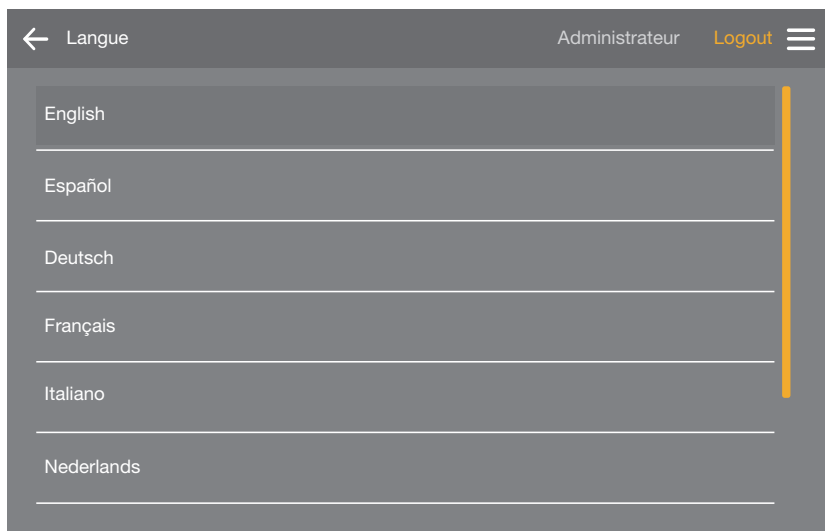 Langue Administrateur Logout
English
Español
Deutsch
Français
Italiano
Nederlands